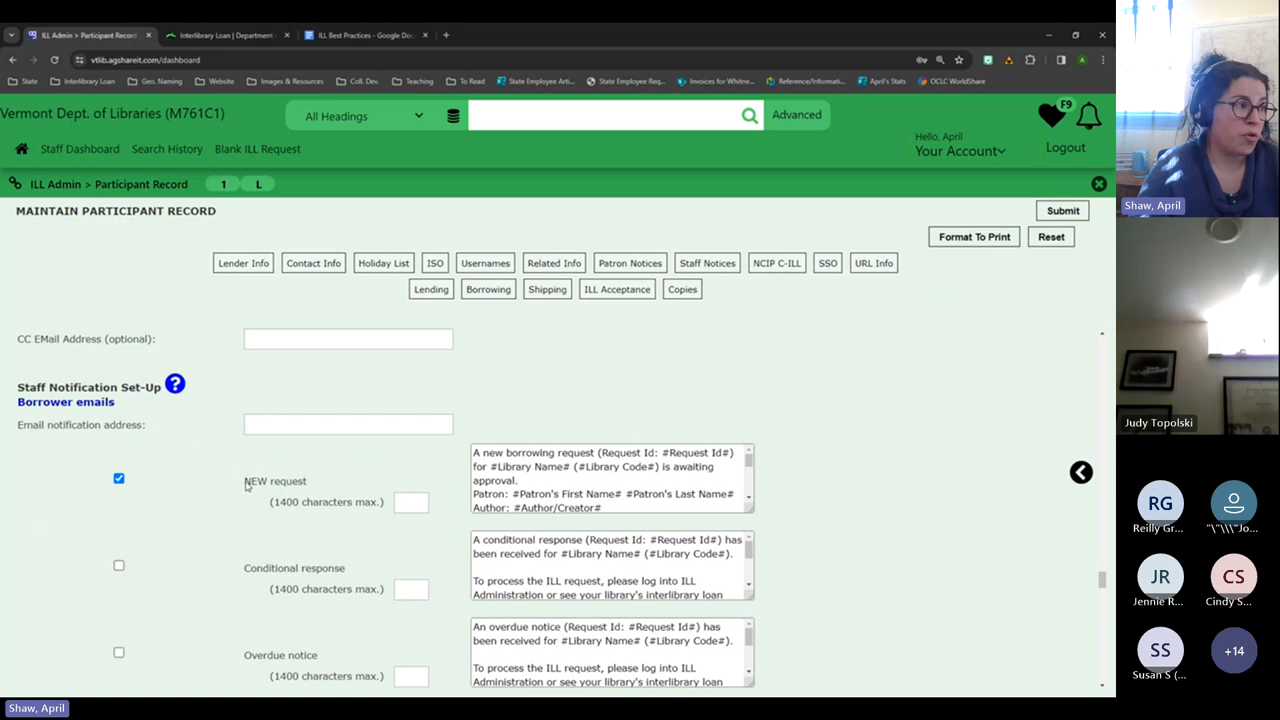 ILL Admin > Participant Record
Interlibrary Loan | Department
ILL Best Practices - Google Doc
vtlib.agshareit.com/dashboard
State
Interlibrary Loan
Geo. Naming
Website
Images & Resources
Coll. Dev.
Teaching
To Read
State Employee Arti...
State Employee Req...
Invoices for Whitne...
Reference/Informati...
April's Stats
OCLC WorldShare
Vermont Dept. of Libraries (M761C1)
All Headings
Advanced
F9
Hello, April
Your Account
Logout
Staff Dashboard
Search History
Blank ILL Request
ILL Admin > Participant Record
1
L
MAINTAIN PARTICIPANT RECORD
Submit
Format To Print
Reset
Lender Info
Contact Info
Holiday List
ISO
Usernames
Related Info
Patron Notices
Staff Notices
NCIP C-ILL
SSO
URL Info
Lending
Borrowing
Shipping
ILL Acceptance
Copies
CC EMail Address (optional):
Staff Notification Set-Up ?
Borrower emails
Email notification address:
NEW request
(1400 characters max.)
A new borrowing request (Request Id: #Request Id#)
for #Library Name# (#Library Code#) is awaiting
approval.
Patron: #Patron's First Name# #Patron's Last Name#
Author: #Author/Creator#
Conditional response
(1400 characters max.)
A conditional response (Request Id: #Request Id#) has
been received for #Library Name# (#Library Code#).
To process the ILL request, please log into ILL
Administration or see your library's interlibrary loan
Overdue notice
(1400 characters max.)
An overdue notice (Request Id: #Request Id#) has
been received for #Library Name# (#Library Code#).
To process the ILL request, please log into ILL
Administration or see your library's interlibrary loan
Shaw, April
Judy Topolski
RG
Reilly Gr...
"\"\\\"Jo...
JR
Jennie R...
CS
Cindy S...
SS
Susan S (...
+14
Shaw, April